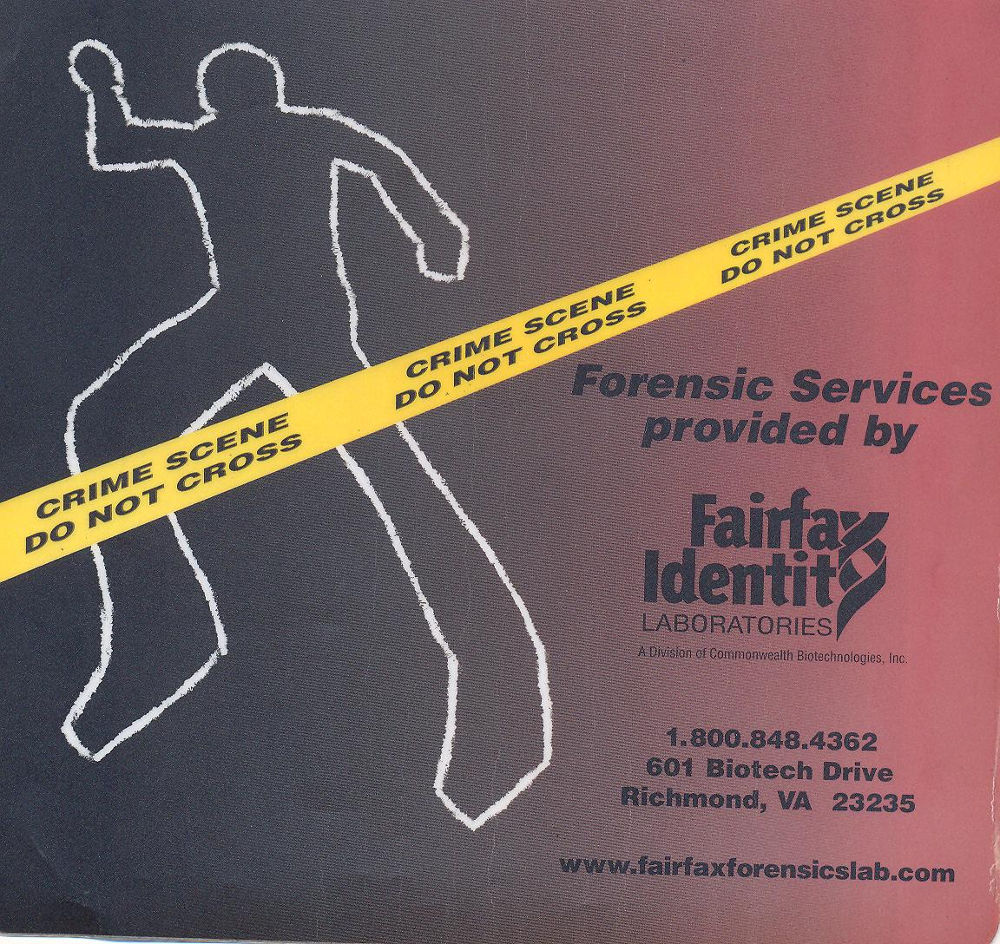 CRIME SCENE
DO NOT CROSS
CRIME SCENE
DO NOT CROSS
CRIME SCENE
DO NOT CROSS
Forensic Services
provided by
Fairfax
Identity
LABORATORIES
A Division of Commonwealth Biotechnologies, Inc.
1.800.848.4362
601 Biotech Drive
Richmond, VA 23235
www.fairfaxforensicslab.com